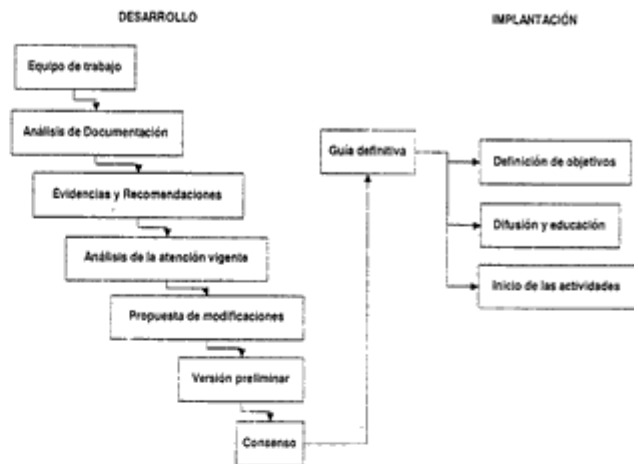 DESARROLLO
IMPLANTACIÓN
Equipo de trabajo
Análisis de Documentación
Evidencias y Recomendaciones
Análisis de la atención vigente
Propuesta de modificaciones
Versión preliminar
Consenso
Guía definitiva
Definición de objetivos
Difusión y educación
Inicio de las actividades